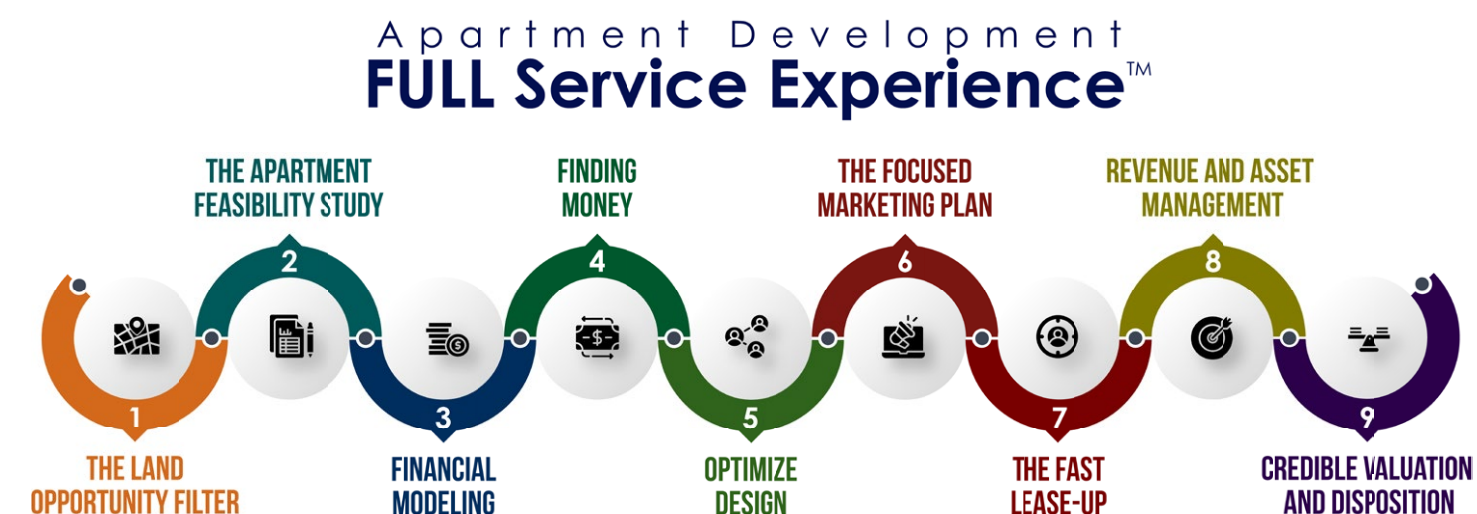 Apartment Development
FULL Service Experience™
THE APARTMENT
FEASIBILITY STUDY
FINDING
MONEY
THE FOCUSED
MARKETING PLAN
REVENUE AND ASSET
MANAGEMENT
2
4
6
8
$
$
1
3
5
7
9
THE LAND
OPPORTUNITY FILTER
FINANCIAL
MODELING
OPTIMIZE
DESIGN
THE FAST
LEASE-UP
CREDIBLE VALUATION
AND DISPOSITION